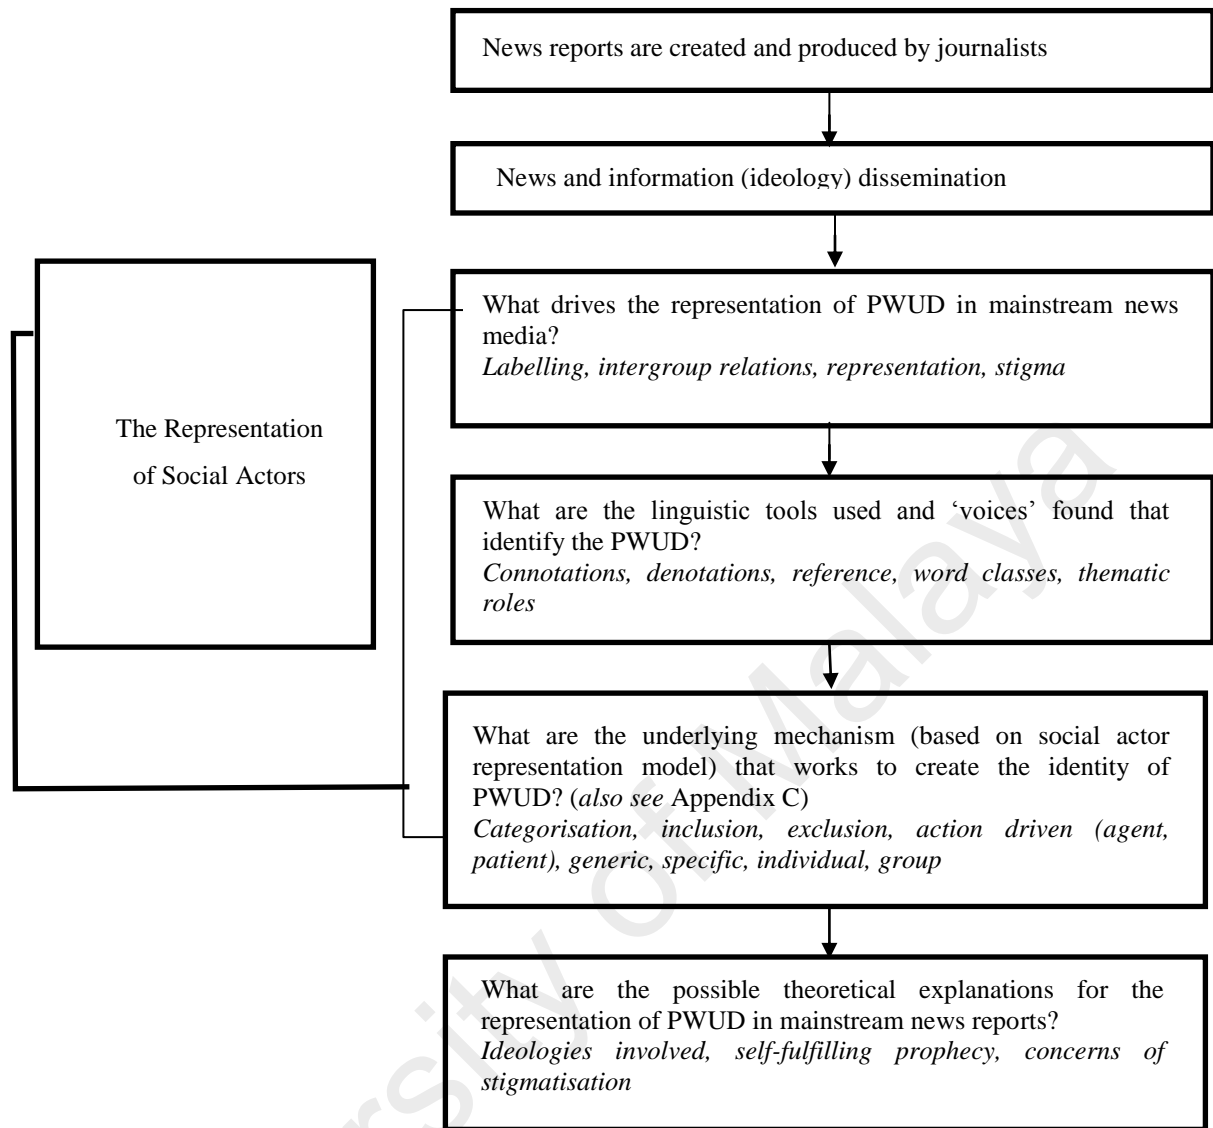 News reports are created and produced by journalists
News and information (ideology) dissemination
The Representation
of Social Actors
What drives the representation of PWUD in mainstream news
media?
Labelling, intergroup relations, representation, stigma
What are the linguistic tools used and ‘voices’ found that
identify the PWUD?
Connotations, denotations, reference, word classes, thematic
roles
What are the underlying mechanism (based on social actor
representation model) that works to create the identity of
PWUD? (also see Appendix C)
Categorisation, inclusion, exclusion, action driven (agent,
patient), generic, specific, individual, group
What are the possible theoretical explanations for the
representation of PWUD in mainstream news reports?
Ideologies involved, self-fulfilling prophecy, concerns of
stigmatisation
ersity of Malaya